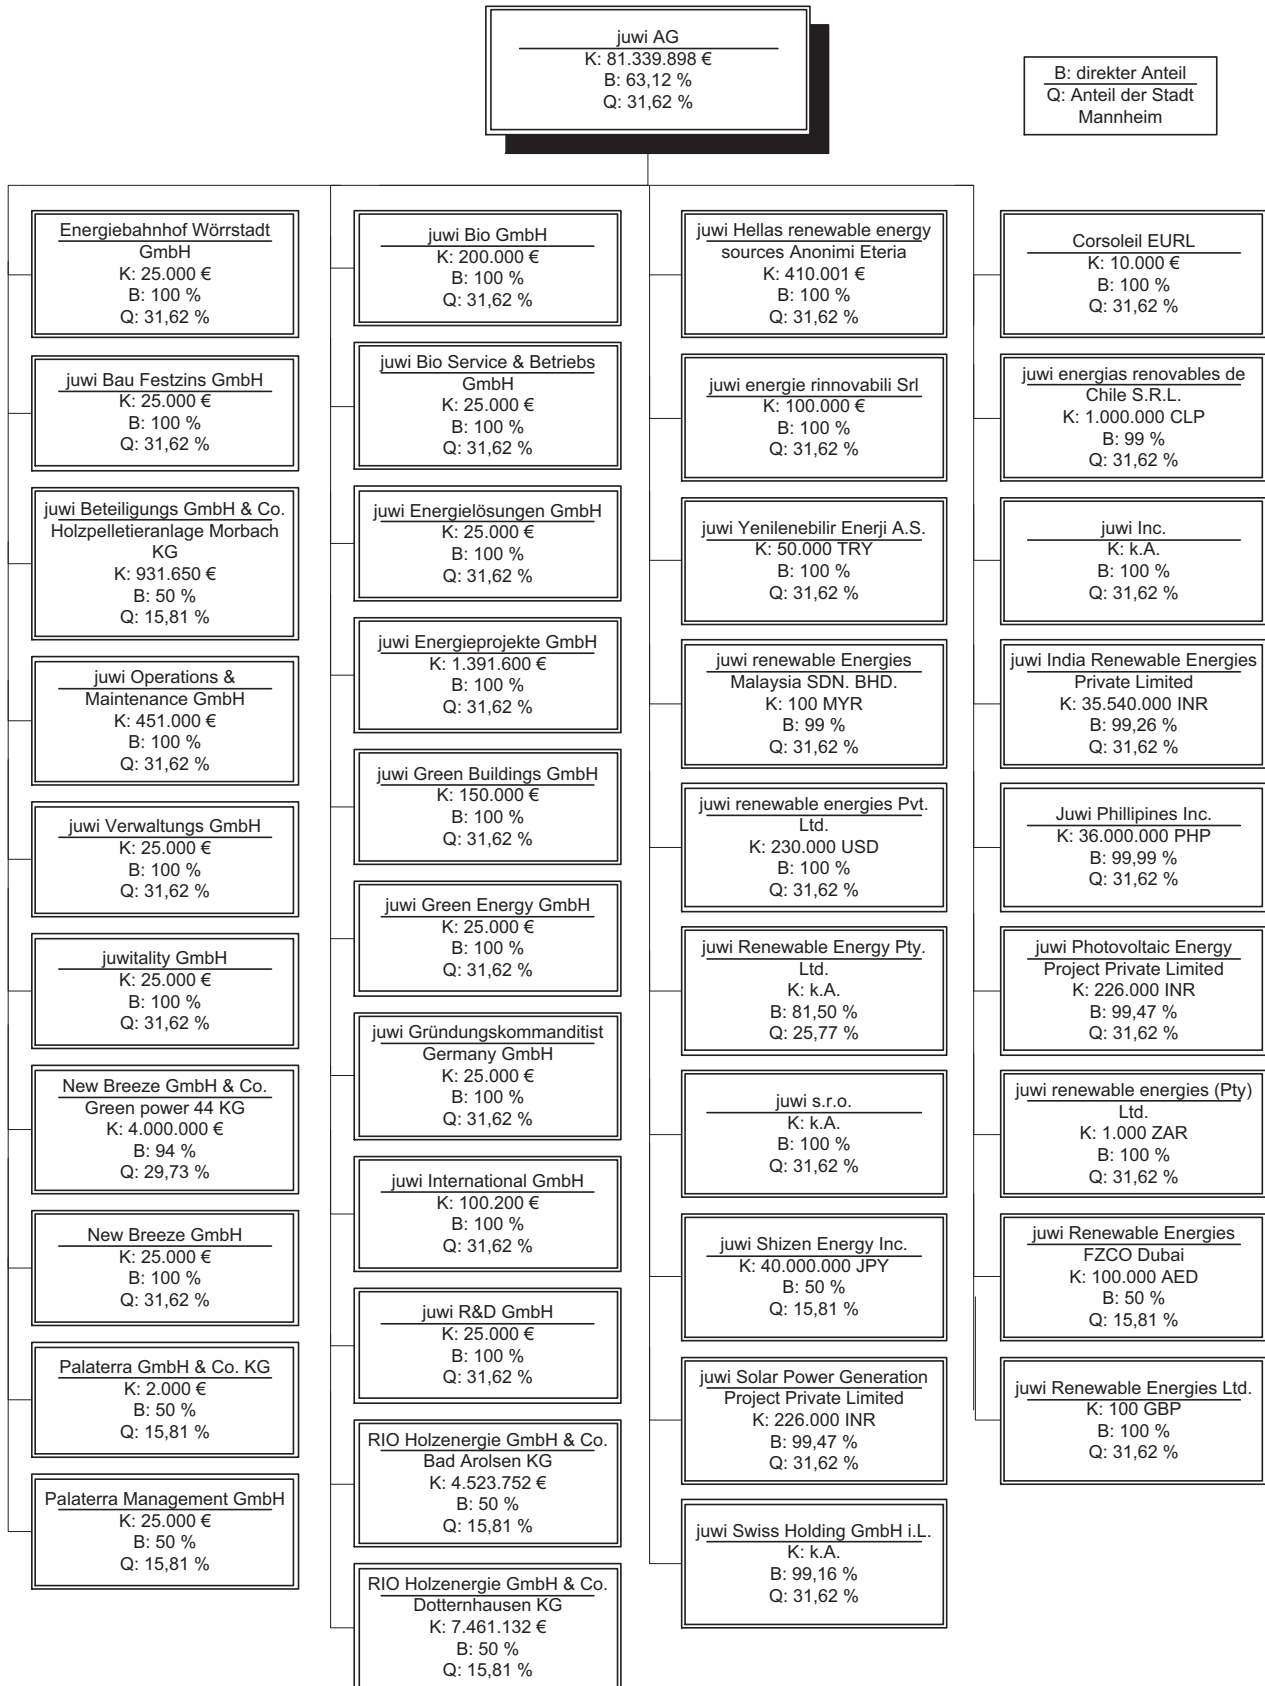 juwi AG
K: 81.339.898 €
B: 63,12 %
Q: 31,62 %
B: direkter Anteil
Q: Anteil der Stadt
Mannheim
Energiebahnhof Wörrstadt
GmbH
K: 25.000 €
B: 100 %
Q: 31,62 %
juwi Bau Festzins GmbH
K: 25.000 €
B: 100 %
Q: 31,62 %
juwi Beteiligungs GmbH & Co.
Holzpelletieranlage Morbach
KG
K: 931.650 €
B: 50 %
Q: 15,81 %
juwi Operations &
Maintenance GmbH
K: 451.000 €
B: 100 %
Q: 31,62 %
juwi Verwaltungs GmbH
K: 25.000 €
B: 100 %
Q: 31,62 %
juwitality GmbH
K: 25.000 €
B: 100 %
Q: 31,62 %
New Breeze GmbH & Co.
Green power 44 KG
K: 4.000.000 €
B: 94 %
Q: 29,73 %
New Breeze GmbH
K: 25.000 €
B: 100 %
Q: 31,62 %
Palaterra GmbH & Co. KG
K: 2.000 €
B: 50 %
Q: 15,81 %
Palaterra Management GmbH
K: 25.000 €
B: 50 %
Q: 15,81 %
juwi Bio GmbH
K: 200.000 €
B: 100 %
Q: 31,62 %
juwi Bio Service & Betriebs
GmbH
K: 25.000 €
B: 100 %
Q: 31,62 %
juwi Energielösungen GmbH
K: 25.000 €
B: 100 %
Q: 31,62 %
juwi Energieprojekte GmbH
K: 1.391.600 €
B: 100 %
Q: 31,62 %
juwi Green Buildings GmbH
K: 150.000 €
B: 100 %
Q: 31,62 %
juwi Green Energy GmbH
K: 25.000 €
B: 100 %
Q: 31,62 %
juwi Gründungskommanditist
Germany GmbH
K: 25.000 €
B: 100 %
Q: 31,62 %
juwi International GmbH
K: 100.200 €
B: 100 %
Q: 31,62 %
juwi R&D GmbH
K: 25.000 €
B: 100 %
Q: 31,62 %
RIO Holzenergie GmbH & Co.
Bad Arolsen KG
K: 4.523.752 €
B: 50 %
Q: 15,81 %
RIO Holzenergie GmbH & Co.
Dotternhausen KG
K: 7.461.132 €
B: 50 %
Q: 15,81 %
juwi Hellas renewable energy
sources Anonimi Eteria
K: 410.001 €
B: 100 %
Q: 31,62 %
juwi energie rinnovabili Srl
K: 100.000 €
B: 100 %
Q: 31,62 %
juwi Yenilenebilir Enerji A.S.
K: 50.000 TRY
B: 100 %
Q: 31,62 %
juwi renewable Energies
Malaysia SDN. BHD.
K: 100 MYR
B: 99 %
Q: 31,62 %
juwi renewable energies Pvt.
Ltd.
K: 230.000 USD
B: 100 %
Q: 31,62 %
juwi Renewable Energy Pty.
Ltd.
K: k.A.
B: 81,50 %
Q: 25,77 %
juwi s.r.o.
K: k.A.
B: 100 %
Q: 31,62 %
juwi Shizen Energy Inc.
K: 40.000.000 JPY
B: 50 %
Q: 15,81 %
juwi Solar Power Generation
Project Private Limited
K: 226.000 INR
B: 99,47 %
Q: 31,62 %
juwi Swiss Holding GmbH i.L.
K: k.A.
B: 99,16 %
Q: 31,62 %
Corsoleil EURL
K: 10.000 €
B: 100 %
Q: 31,62 %
juwi energias renovables de
Chile S.R.L.
K: 1.000.000 CLP
B: 99 %
Q: 31,62 %
juwi Inc.
K: k.A.
B: 100 %
Q: 31,62 %
juwi India Renewable Energies
Private Limited
K: 35.540.000 INR
B: 99,26 %
Q: 31,62 %
Juwi Phillipines Inc.
K: 36.000.000 PHP
B: 99,99 %
Q: 31,62 %
juwi Photovoltaic Energy
Project Private Limited
K: 226.000 INR
B: 99,47 %
Q: 31,62 %
juwi renewable energies (Pty)
Ltd.
K: 1.000 ZAR
B: 100 %
Q: 31,62 %
juwi Renewable Energies
FZCO Dubai
K: 100.000 AED
B: 50 %
Q: 15,81 %
juwi Renewable Energies Ltd.
K: 100 GBP
B: 100 %
Q: 31,62 %